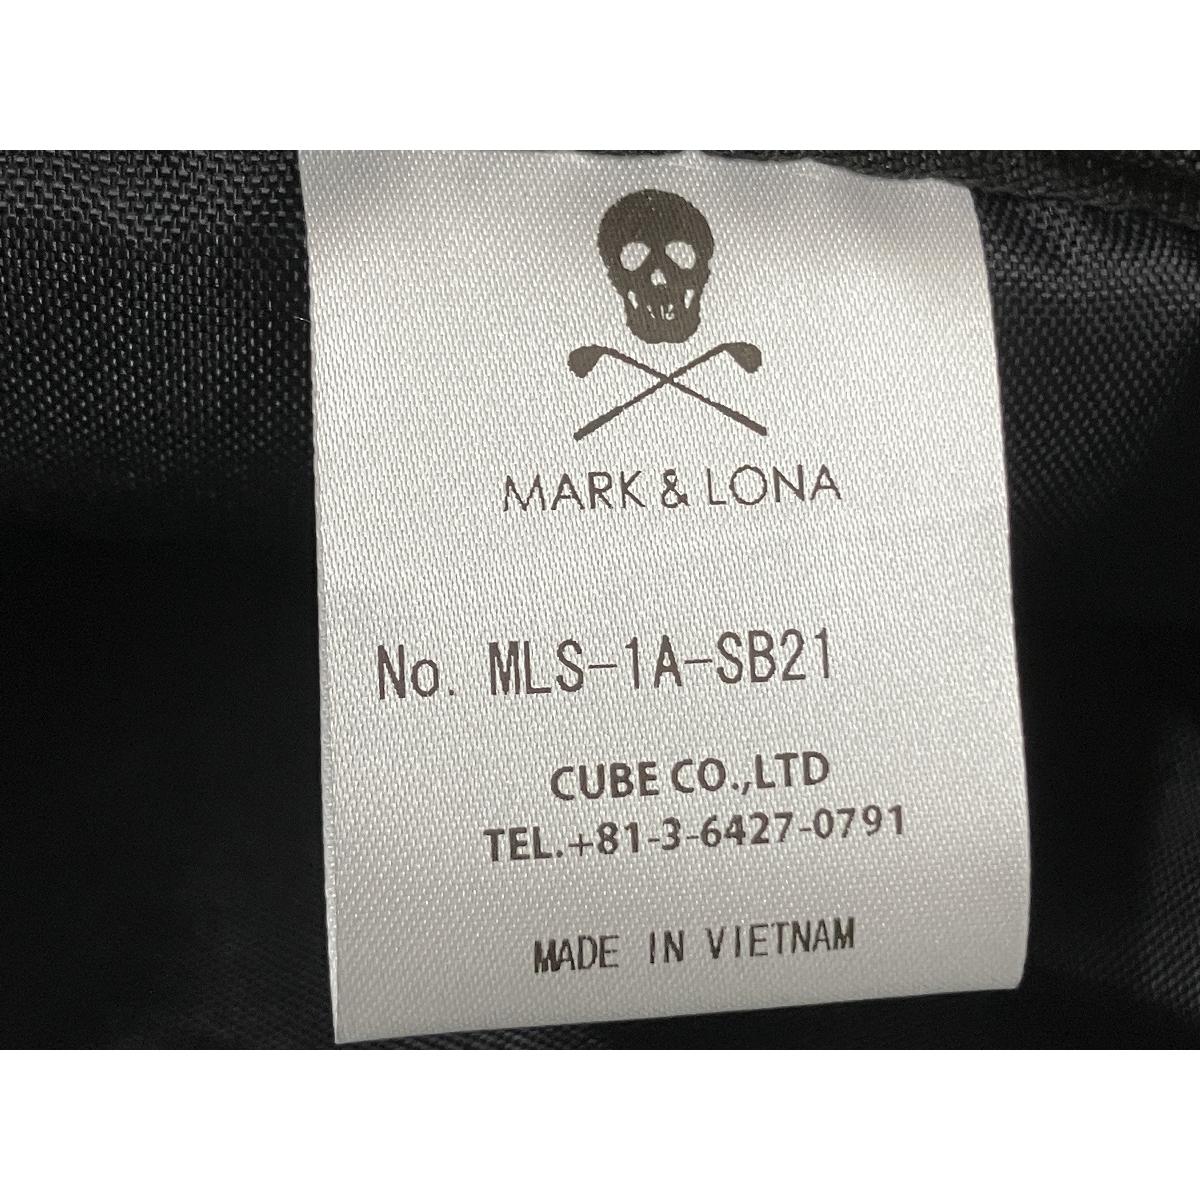 MARK & LONA
No. MLS-1A-SB21
CUBE CO.,LTD
TEL.+81-3-6427-0791
MADE IN VIETNAM